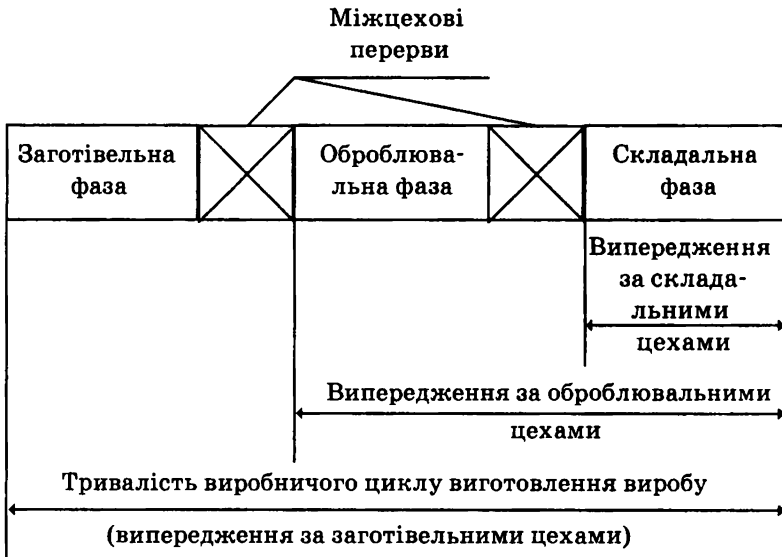 Міжцехові
перерви
Заготівельна
фаза
Оброблюва-
льна фаза
Складальна
фаза
Випередження
за склада-
льними
цехами
Випередження за оброблювальними
цехами
Тривалість виробничого циклу виготовлення виробу
(випередження за заготівельними цехами)